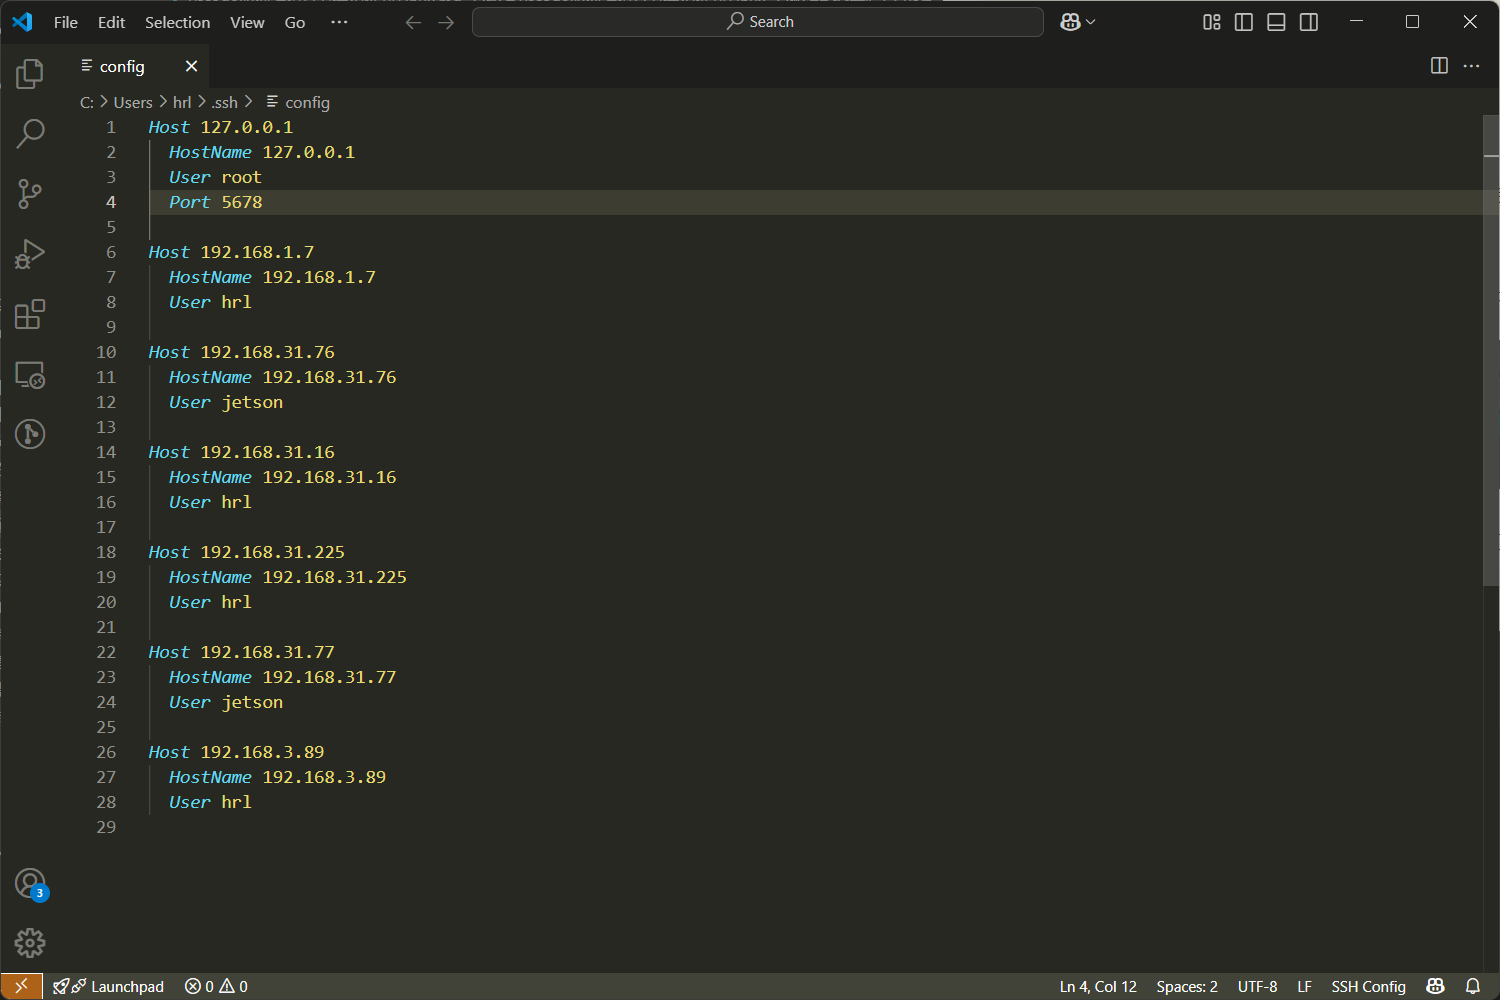 File Edit Selection View Go ··· Search
config
C: > Users > hrl > .ssh > config
1 Host 127.0.0.1
2 HostName 127.0.0.1
3 User root
4 Port 5678
5
6 Host 192.168.1.7
7 HostName 192.168.1.7
8 User hrl
9
10 Host 192.168.31.76
11 HostName 192.168.31.76
12 User jetson
13
14 Host 192.168.31.16
15 HostName 192.168.31.16
16 User hrl
17
18 Host 192.168.31.225
19 HostName 192.168.31.225
20 User hrl
21
22 Host 192.168.31.77
23 HostName 192.168.31.77
24 User jetson
25
26 Host 192.168.3.89
27 HostName 192.168.3.89
28 User hrl
29
3
Launchpad 0 0 Ln 4, Col 12 Spaces: 2 UTF-8 LF SSH Config